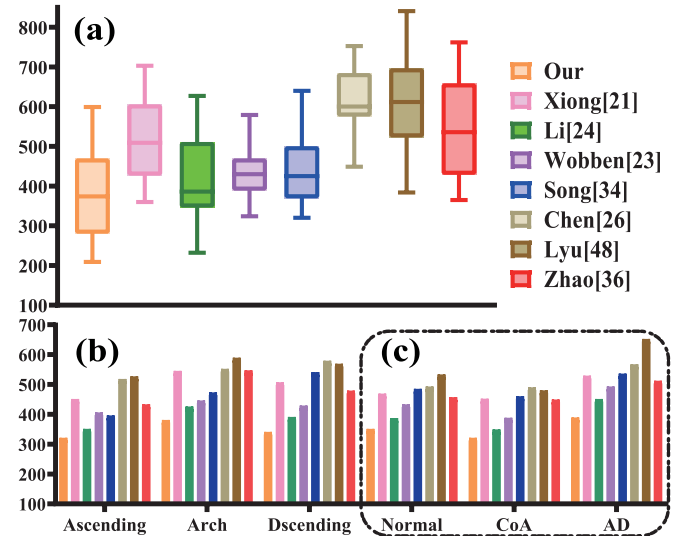 800
700
600
500
400
300
200
100
(a)
Our
Xiong[21]
Li[24]
Wobben[23]
Song[34]
Chen[26]
Lyu[48]
Zhao[36]
700
600
500
400
300
200
100
(b)
(c)
Ascending Arch Dscending Normal CoA AD